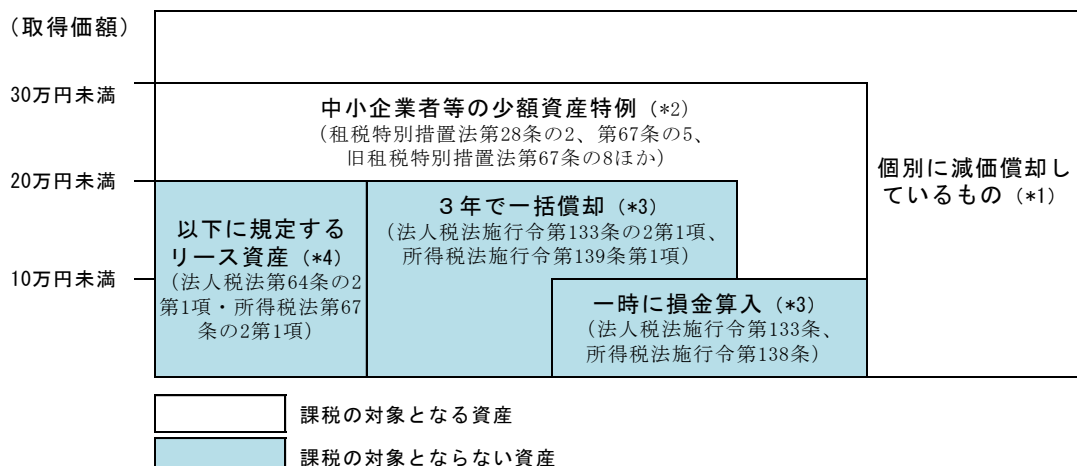 (取得価額)
30万円未満
中小企業者等の少額資産特例(*2)
(租税特別措置法第28条の2、第67条の5、
旧租税特別措置法第67条の8ほか)
個別に減価償却し
ているもの(*1)
20万円未満
以下に規定する
リース資産(*4)
(法人税法第64条の2
第1項・所得税法第67
条の2第1項)
3年で一括償却(*3)
(法人税法施行令第133条の2第1項、
所得税法施行令第139条第1項)
10万円未満
一時に損金算入(*3)
(法人税法施行令第133条、
所得税法施行令第138条)
課税の対象となる資産
課税の対象とならない資産